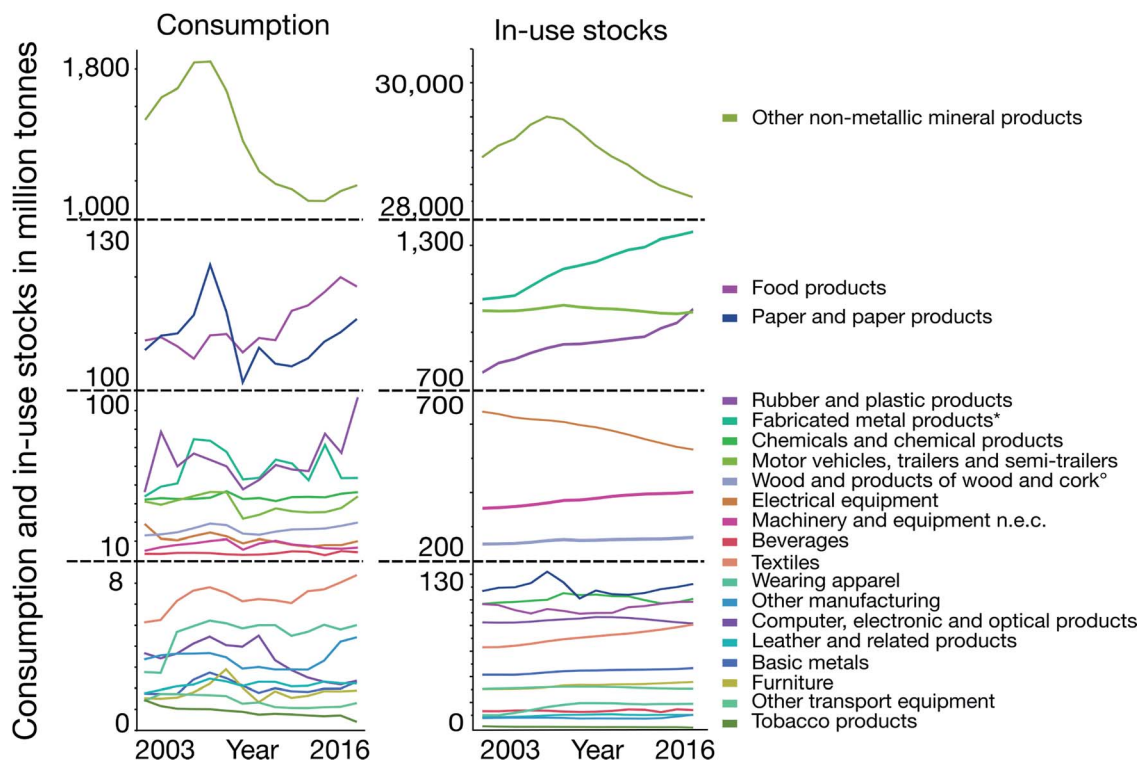 Consumption
In-use stocks
Consumption and in-use stocks in million tonnes
1,800
1,000
130
100
100
10
8
0
2003 Year 2016
30,000
28,000
1,300
700
700
200
130
0
2003 Year 2016
Other non-metallic mineral products
Food products
Paper and paper products
Rubber and plastic products
Fabricated metal products*
Chemicals and chemical products
Motor vehicles, trailers and semi-trailers
Wood and products of wood and cork°
Electrical equipment
Machinery and equipment n.e.c.
Beverages
Textiles
Wearing apparel
Other manufacturing
Computer, electronic and optical products
Leather and related products
Basic metals
Furniture
Other transport equipment
Tobacco products